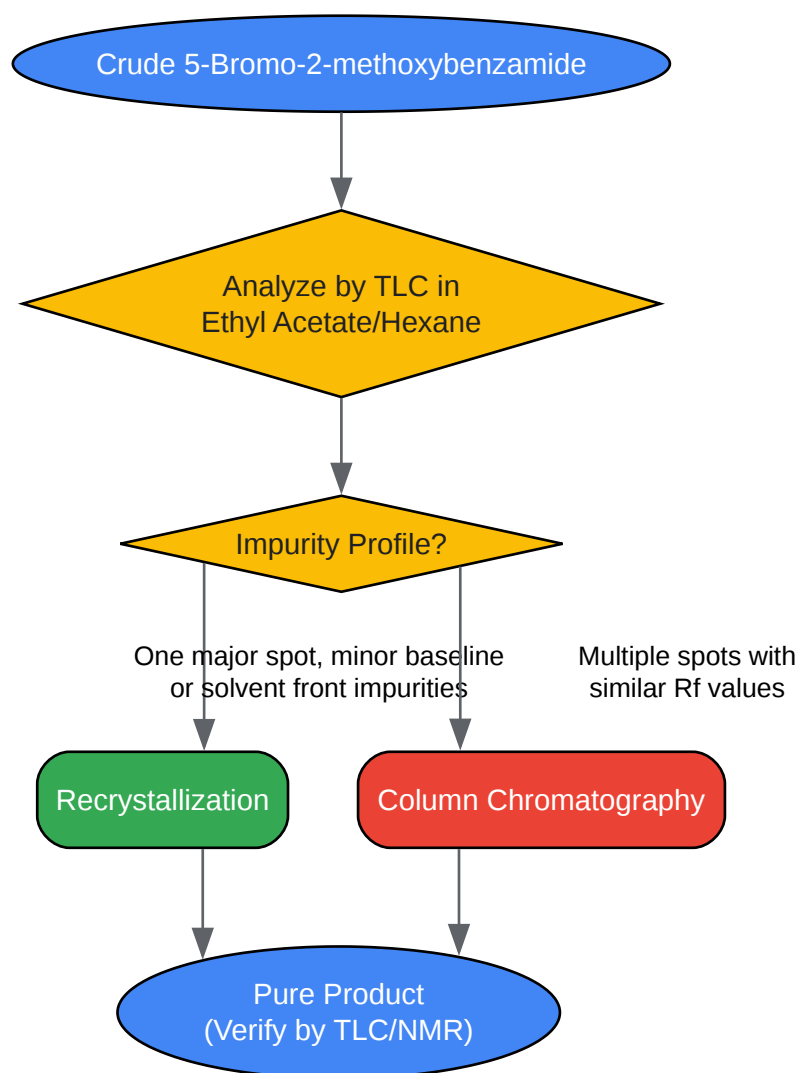 Crude 5-Bromo-2-methoxybenzamide
Analyze by TLC in
Ethyl Acetate/Hexane
Impurity Profile?
One major spot, minor baseline
or solvent front impurities
Multiple spots with
similar Rf values
Recrystallization
Column Chromatography
Pure Product
(Verify by TLC/NMR)